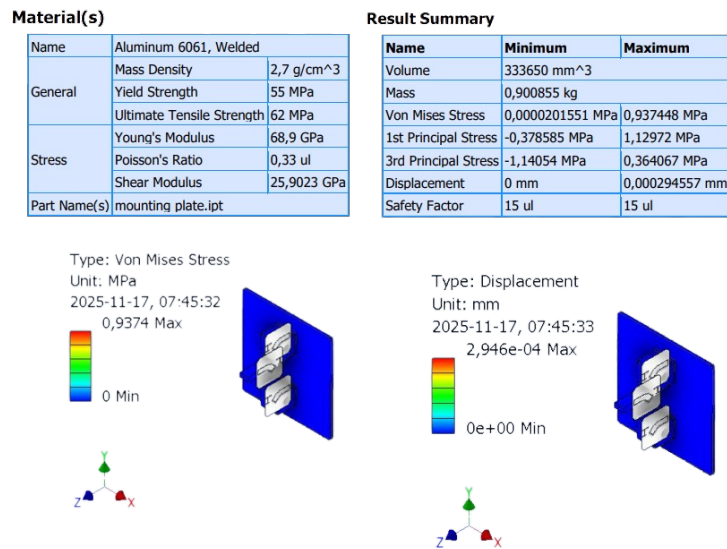 Material(s)
Name Aluminum 6061, Welded
General Mass Density 2,7 g/cm^3
Yield Strength 55 MPa
Ultimate Tensile Strength 62 MPa
Stress Young's Modulus 68,9 GPa
Poisson's Ratio 0,33 ul
Shear Modulus 25,9023 GPa
Part Name(s) mounting plate.ipt
Result Summary
Name Minimum Maximum
Volume 333650 mm^3
Mass 0,900855 kg
Von Mises Stress 0,0000201551 MPa 0,937448 MPa
1st Principal Stress -0,378585 MPa 1,12972 MPa
3rd Principal Stress -1,14054 MPa 0,364067 MPa
Displacement 0 mm 0,000294557 mm
Safety Factor 15 ul 15 ul
Type: Von Mises Stress
Unit: MPa
2025-11-17, 07:45:32
0,9374 Max
0 Min
Y
Z X
Type: Displacement
Unit: mm
2025-11-17, 07:45:33
2,946e-04 Max
0e+00 Min
Y
Z X